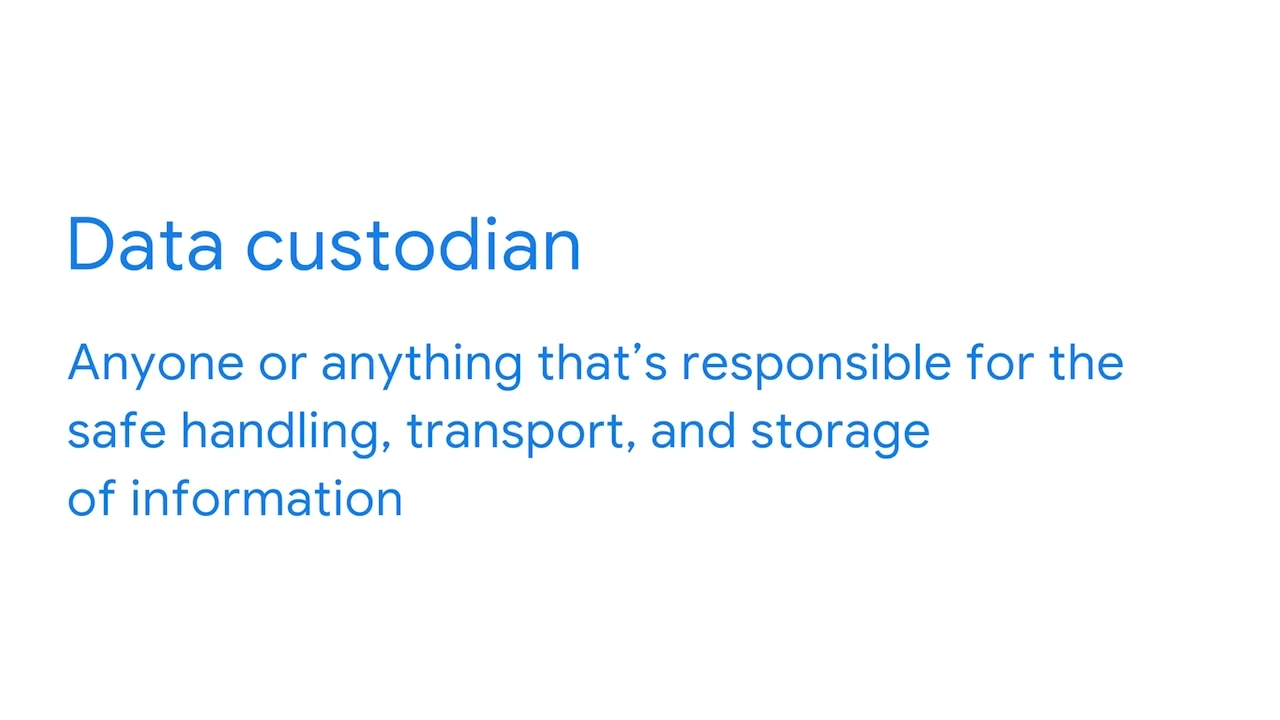 Data custodian
Anyone or anything that’s responsible for the
safe handling, transport, and storage
of information